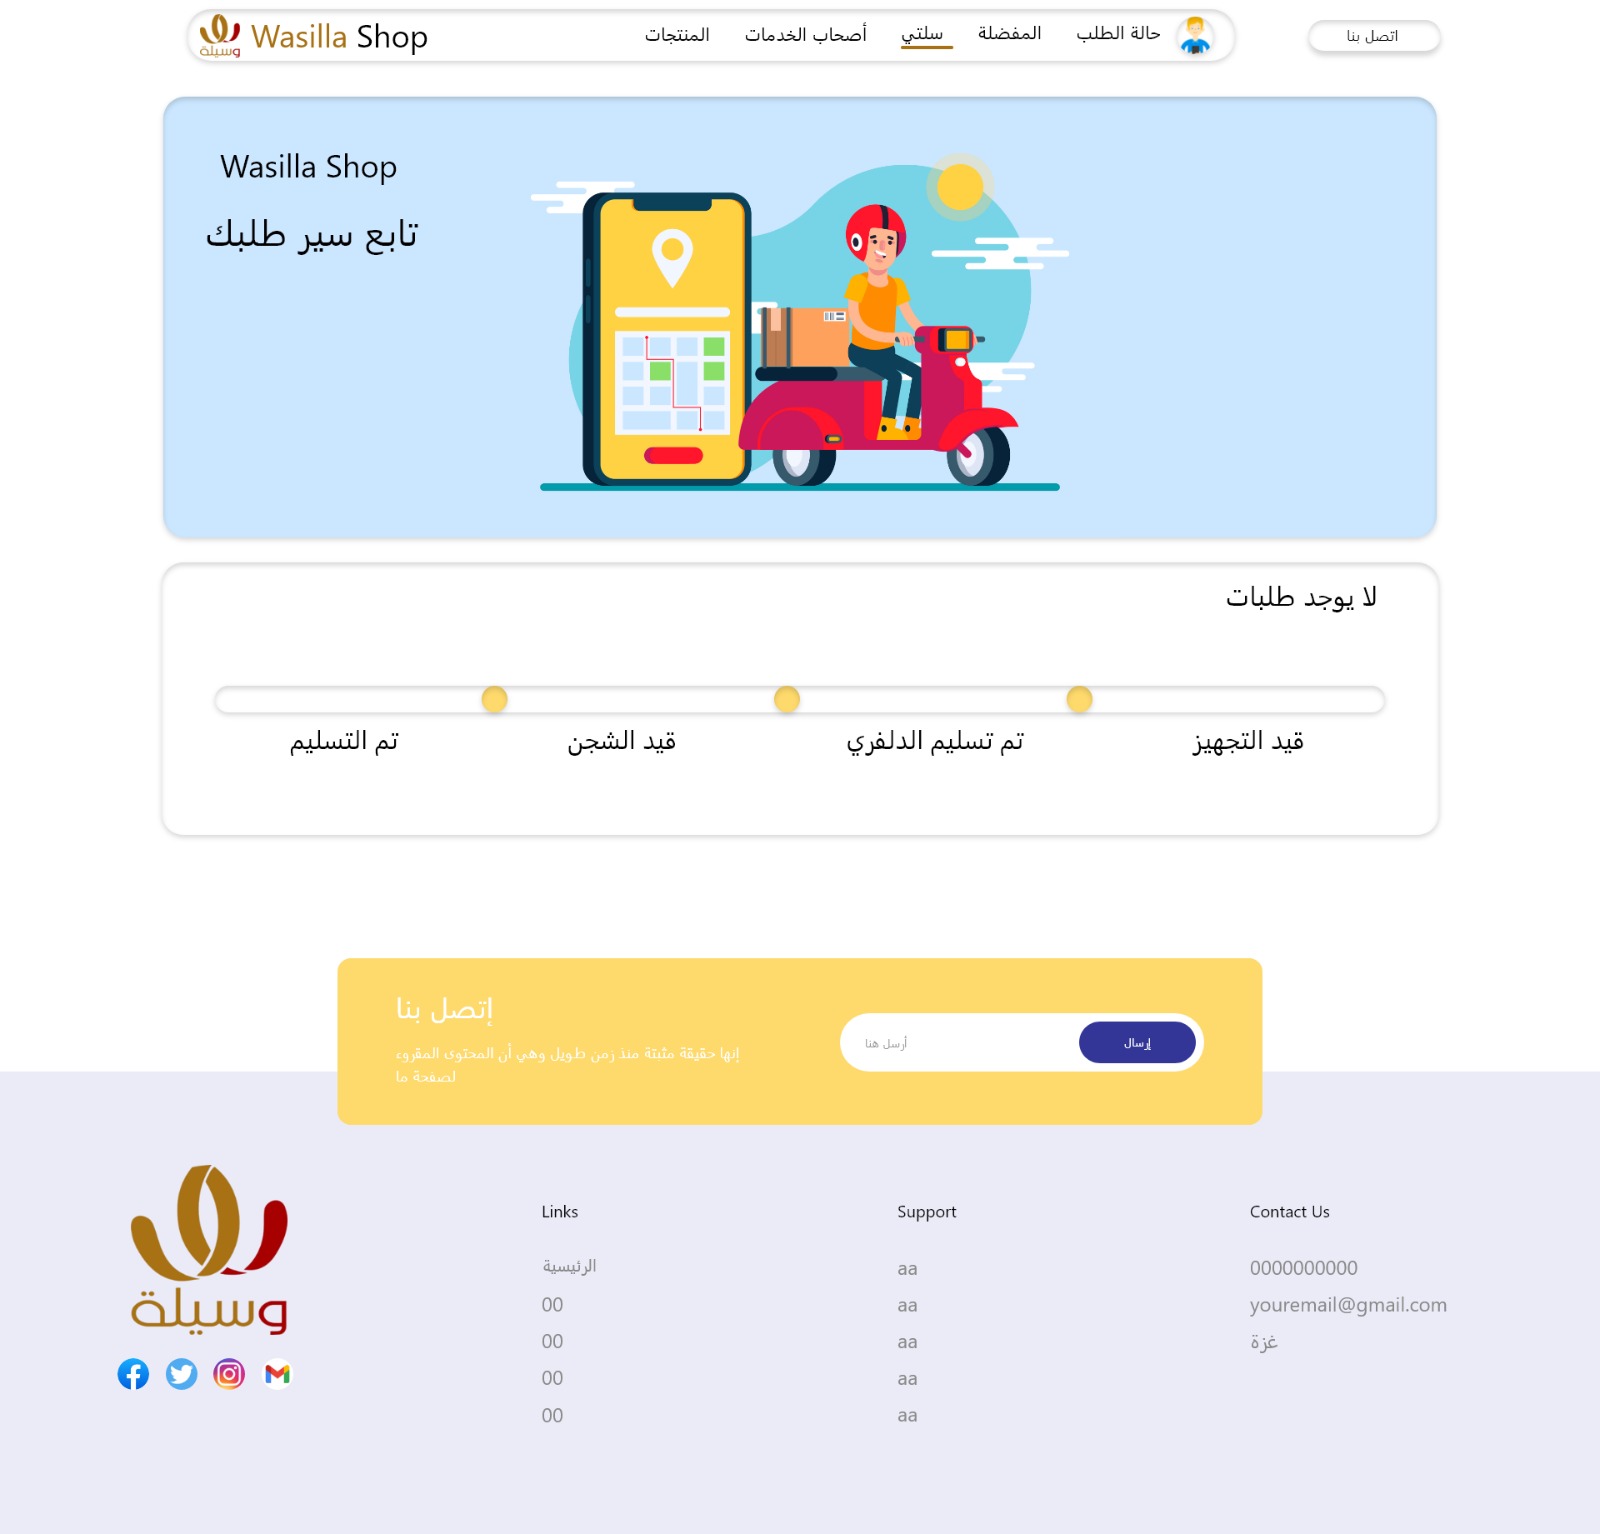 وسيلة
Wasilla Shop
المنتجات
أصحاب الخدمات
سلتي
المفضلة
حالة الطلب
اتصل بنا
Wasilla Shop
تابع سير طلبك
لا يوجد طلبات
قيد التجهيز
تم تسليم الدلفري
قيد الشجن
تم التسليم
إتصل بنا
إنها حقيقة مثبتة منذ زمن طويل وهي أن المحتوى المقروء
لصفحة ما
أرسل هنا
إرسال
وسيلة
Links
الرئيسية
00
00
00
00
Support
aa
aa
aa
aa
aa
Contact Us
0000000000
youremail@gmail.com
غزة